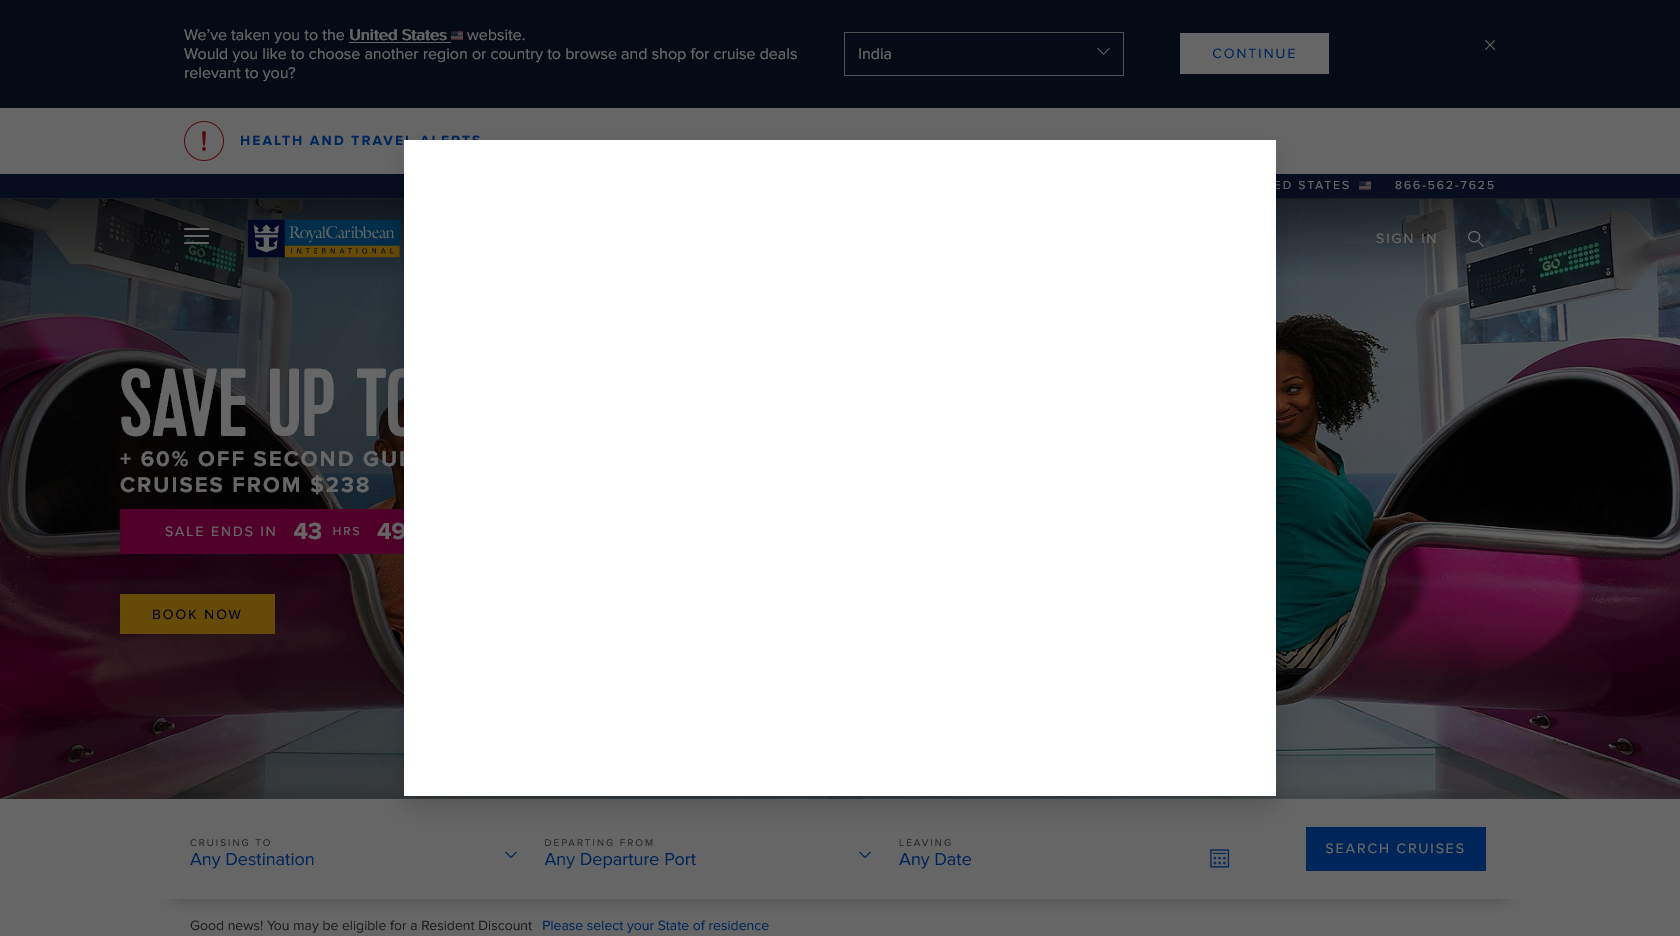 We've taken you to the United States website.
Would you like to choose another region or country to browse and shop for cruise deals
relevant to you?
India
CONTINUE
HEALTH AND TRAVEL ALERTS
ED STATES
866-562-7625
GO
RoyalCaribbean
INTERNATIONAL
SIGN IN
GO
SAVE UP TO
+ 60% OFF SECOND GUE
CRUISES FROM $238
SALE ENDS IN 43 HRS 49
BOOK NOW
CRUISING TO
Any Destination
DEPARTING FROM
Any Departure Port
LEAVING
Any Date
SEARCH CRUISES
Good news! You may be eligible for a Resident Discount Please select your State of residence